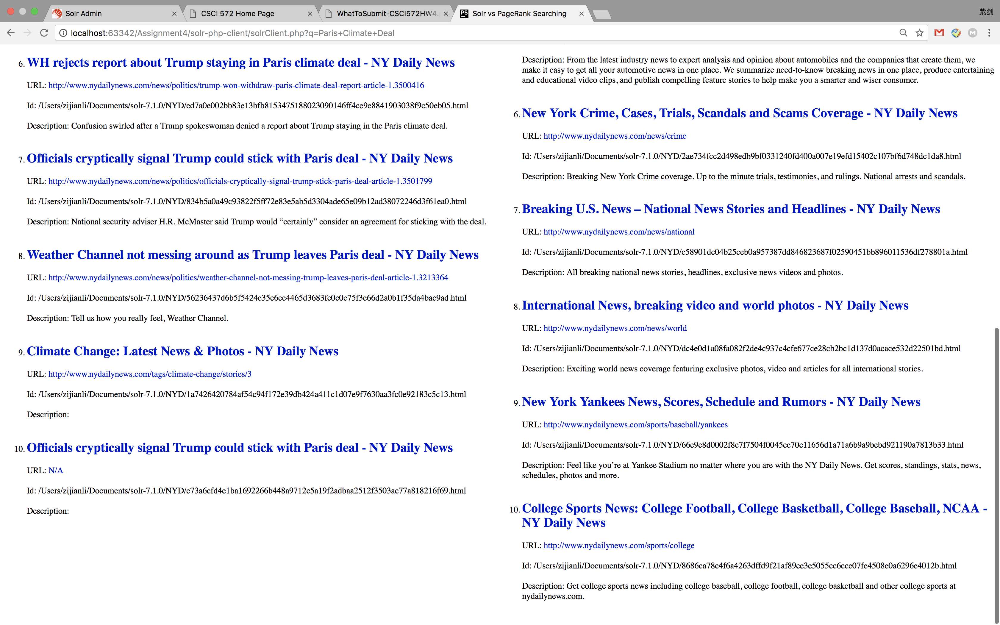 Solr Admin
CSCI 572 Home Page
WhatToSubmit-CSCI572HW4.
PS
Solr vs PageRank Searching
紫剑
localhost:63342/Assignment4/solr-php-client/solrClient.php?q=Paris+Climate+Deal
6. WH rejects report about Trump staying in Paris climate deal - NY Daily News
URL: http://www.nydailynews.com/news/politics/trump-won-withdraw-paris-climate-deal-report-article-1.3500416
Id: /Users/zijianli/Documents/solr-7.1.0/NYD/ed7a0e002bb83e13bfb8153475188023090146ff4ce9e8841903038f9c50eb05.html
Description: Confusion swirled after a Trump spokeswoman denied a report about Trump staying in the Paris climate deal.
7. Officials cryptically signal Trump could stick with Paris deal - NY Daily News
URL: http://www.nydailynews.com/news/politics/officials-cryptically-signal-trump-stick-paris-deal-article-1.3501799
Id: /Users/zijianli/Documents/solr-7.1.0/NYD/834b5a0a49c93822f5ff72e83e5ab5d3304ade65e09b12ad38072246d3f61ea0.html
Description: National security adviser H.R. McMaster said Trump would “certainly” consider an agreement for sticking with the deal.
8. Weather Channel not messing around as Trump leaves Paris deal - NY Daily News
URL: http://www.nydailynews.com/news/politics/weather-channel-not-messing-trump-leaves-paris-deal-article-1.3213364
Id: /Users/zijianli/Documents/solr-7.1.0/NYD/56236437d6b5f5424e35e6ee4465d3683fc0c0e75f3e66d2a0b1f35da4bac9ad.html
Description: Tell us how you really feel, Weather Channel.
9. Climate Change: Latest News & Photos - NY Daily News
URL: http://www.nydailynews.com/tags/climate-change/stories/3
Id: /Users/zijianli/Documents/solr-7.1.0/NYD/1a7426420784af54c94f172e39db424a411c1d07e9f7630aa3fc0e92183c5c13.html
Description:
10. Officials cryptically signal Trump could stick with Paris deal - NY Daily News
URL: N/A
Id: /Users/zijianli/Documents/solr-7.1.0/NYD/e73a6cfd4e1ba1692266b448a9712c5a19f2adbaa2512f3503ac77a818216f69.html
Description:
Description: From the latest industry news to expert analysis and opinion about automobiles and the companies that create them, we
make it easy to get all your automotive news in one place. We summarize need-to-know breaking news in one place, produce entertaining
and educational video clips, and publish compelling feature stories to help make you a smarter and wiser consumer.
6. New York Crime, Cases, Trials, Scandals and Scams Coverage - NY Daily News
URL: http://www.nydailynews.com/news/crime
Id: /Users/zijianli/Documents/solr-7.1.0/NYD/2ae734fcc2d498edb9bf0331240fd400a007e19efd15402c107bf6d748dc1da8.html
Description: Breaking New York Crime coverage. Up to the minute trials, testimonies, and rulings. National arrests and scandals.
7. Breaking U.S. News – National News Stories and Headlines - NY Daily News
URL: http://www.nydailynews.com/news/national
Id: /Users/zijianli/Documents/solr-7.1.0/NYD/c58901dc04b25ceb0a957387dd846823687f02590451bb896011536df278801a.html
Description: All breaking national news stories, headlines, exclusive news videos and photos.
8. International News, breaking video and world photos - NY Daily News
URL: http://www.nydailynews.com/news/world
Id: /Users/zijianli/Documents/solr-7.1.0/NYD/dc4e0d1a08fa082f2de4c937c4cfe677ce28cb2bc1d137d0acace532d22501bd.html
Description: Exciting world news coverage featuring exclusive photos, video and articles for all international stories.
9. New York Yankees News, Scores, Schedule and Rumors - NY Daily News
URL: http://www.nydailynews.com/sports/baseball/yankees
Id: /Users/zijianli/Documents/solr-7.1.0/NYD/66e9c8d0002f8c7f7504f0045ce70c11656d1a71a6b9a9bebd921190a7813b33.html
Description: Feel like you’re at Yankee Stadium no matter where you are with the NY Daily News. Get scores, standings, stats, news,
schedules, photos and more.
10. College Sports News: College Football, College Basketball, College Baseball, NCAA -
NY Daily News
URL: http://www.nydailynews.com/sports/college
Id: /Users/zijianli/Documents/solr-7.1.0/NYD/8686ca78c4f6a4263dffd9f21af89ce3e5055cc6cce07fe4508e0a6296e4012b.html
Description: Get college sports news including college baseball, college football, college basketball and other college sports at
nydailynews.com.